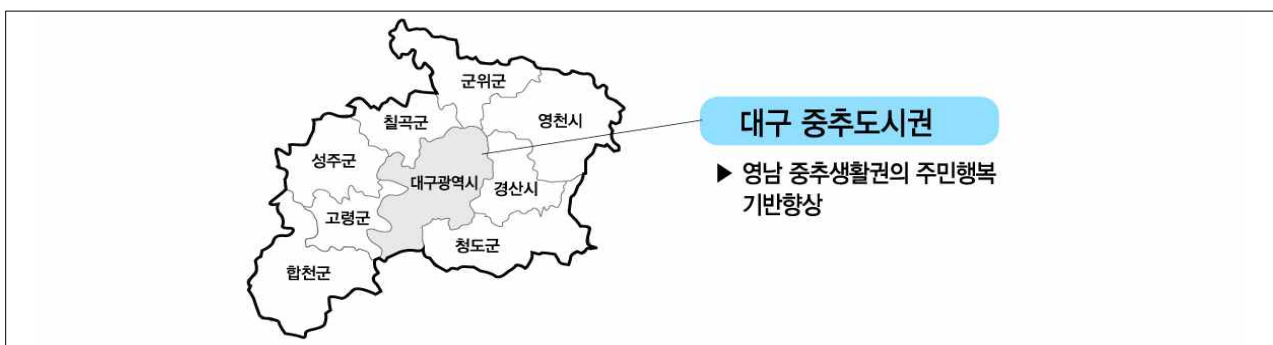 군위군
칠곡군
영천시
성주군
대구광역시
경산시
고령군
청도군
합천군
대구 중추도시권
▶ 영남 중추생활권의 주민행복
기반향상